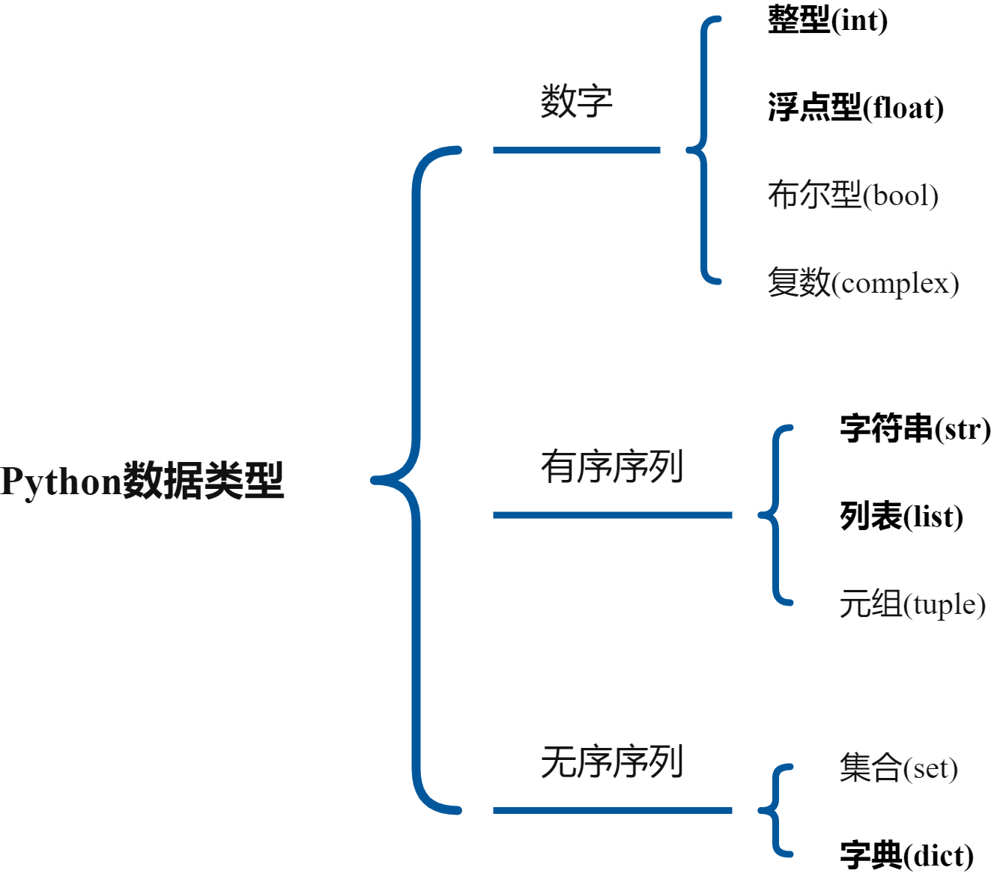 Python数据类型
数字
整型(int)
浮点型(float)
布尔型(bool)
复数(complex)
有序序列
字符串(str)
列表(list)
元组(tuple)
无序序列
集合(set)
字典(dict)